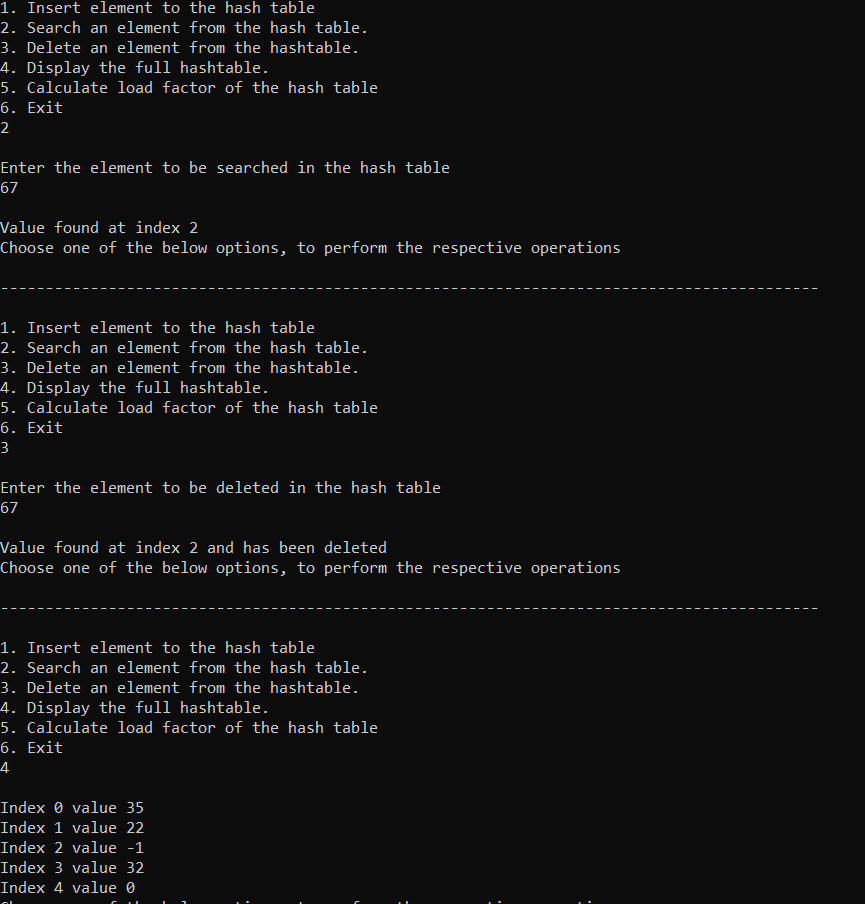 1. Insert element to the hash table
2. Search an element from the hash table.
3. Delete an element from the hashtable.
4. Display the full hashtable.
5. Calculate load factor of the hash table
6. Exit
2
Enter the element to be searched in the hash table
67
Value found at index 2
Choose one of the below options, to perform the respective operations
-------------------------------------------------------------------------------------------
1. Insert element to the hash table
2. Search an element from the hash table.
3. Delete an element from the hashtable.
4. Display the full hashtable.
5. Calculate load factor of the hash table
6. Exit
3
Enter the element to be deleted in the hash table
67
Value found at index 2 and has been deleted
Choose one of the below options, to perform the respective operations
-------------------------------------------------------------------------------------------
1. Insert element to the hash table
2. Search an element from the hash table.
3. Delete an element from the hashtable.
4. Display the full hashtable.
5. Calculate load factor of the hash table
6. Exit
4
Index 0 value 35
Index 1 value 22
Index 2 value -1
Index 3 value 32
Index 4 value 0